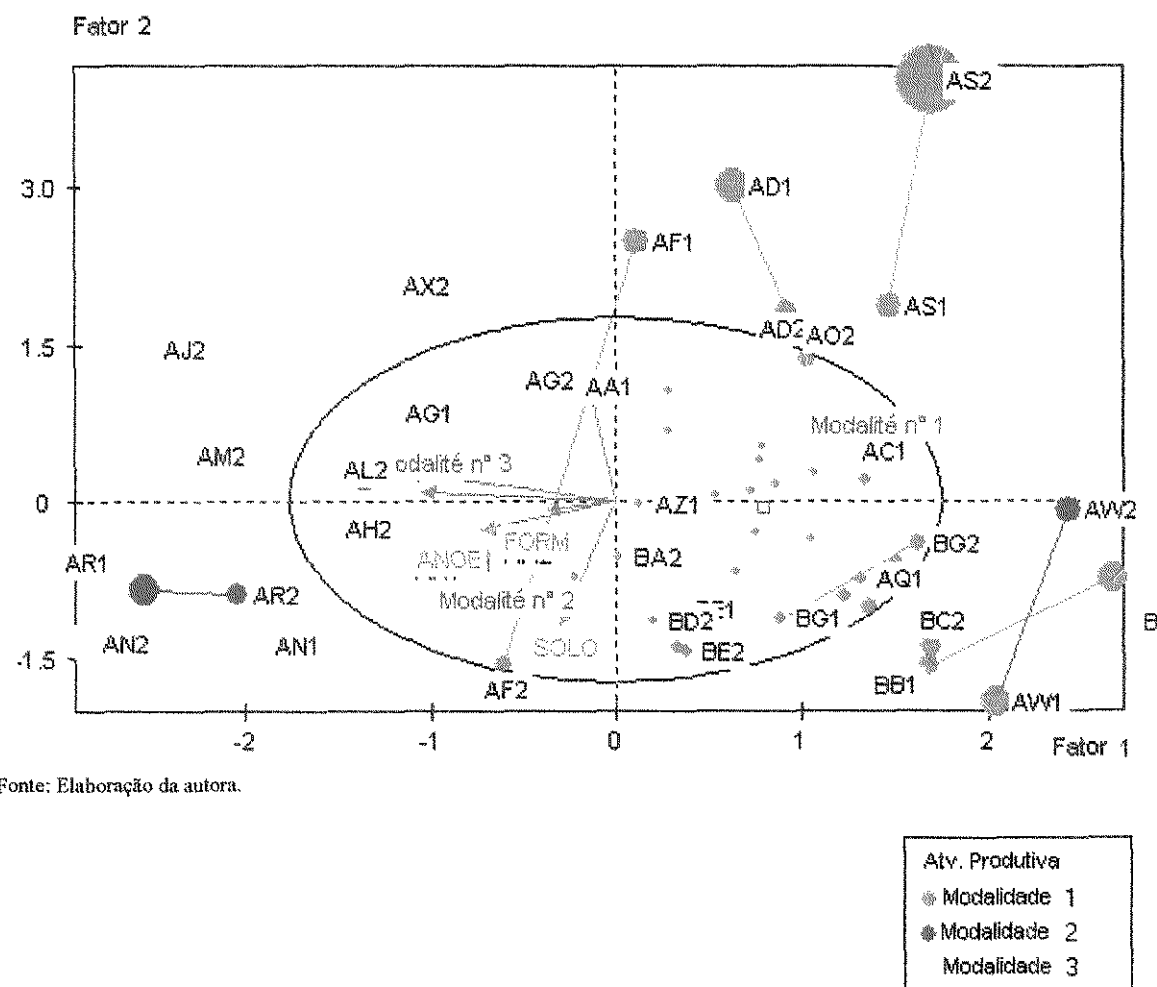 Fator 2
AS2
3.0
AD1
AF1
AX2
AS1
1.5
AJ2
AD2
AO2
AG2
AA1
AG1
Modalité n° 1
AM2
AL2
odalité n° 3
AC1
0
AZ1
AW2
AH2
FORM
BG2
AR1
BA2
AR2
Modalité n° 2
AQ1
BD2
BG1
BC2
B
AN2
AN1
SOLO
BE2
-1.5
AF2
BB1
AW1
-2
-1
0
1
2
Fator 1
Fonte: Elaboração da autora.
Atv. Produtiva
Modalidade 1
Modalidade 2
Modalidade 3